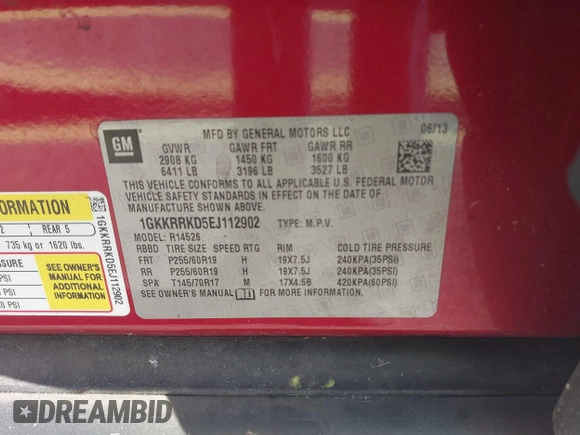 GM
MFD BY GENERAL MOTORS LLC
06/13
GVWR GAWR FRT GAWR RR
2908 KG 1450 KG 1600 KG
6411 LB 3196 LB 3527 LB
THIS VEHICLE CONFORMS TO ALL APPLICABLE U.S. FEDERAL MOTOR
VEHICLE SAFETY STANDARDS IN EFFECT ON THE DATE OF
MANUFACTURE SHOWN ABOVE
1GKKRRKD5EJ112902 TYPE: M.P.V.
MODEL: R14526
RBBD TIRE SIZE SPEED RTG RIM COLD TIRE PRESSURE
FRT P255/60R19 H 19X7.5J 240KPA(35PSI)
RR P255/60R19 H 19X7.5J 240KPA(35PSI)
SPA T145/70R17 M 17X4.5B 420KPA(60PSI)
SEE OWNER'S MANUAL FOR ADDITIONAL INFORMATION
ORMATION
2 REAR 5
735 kg or 1620 lbs.
SEE OWNER'S
MANUAL FOR
ADDITIONAL
INFORMATION
PSI
PSI
PSI
1GKKRRKD5EJ112902
DREAMBID